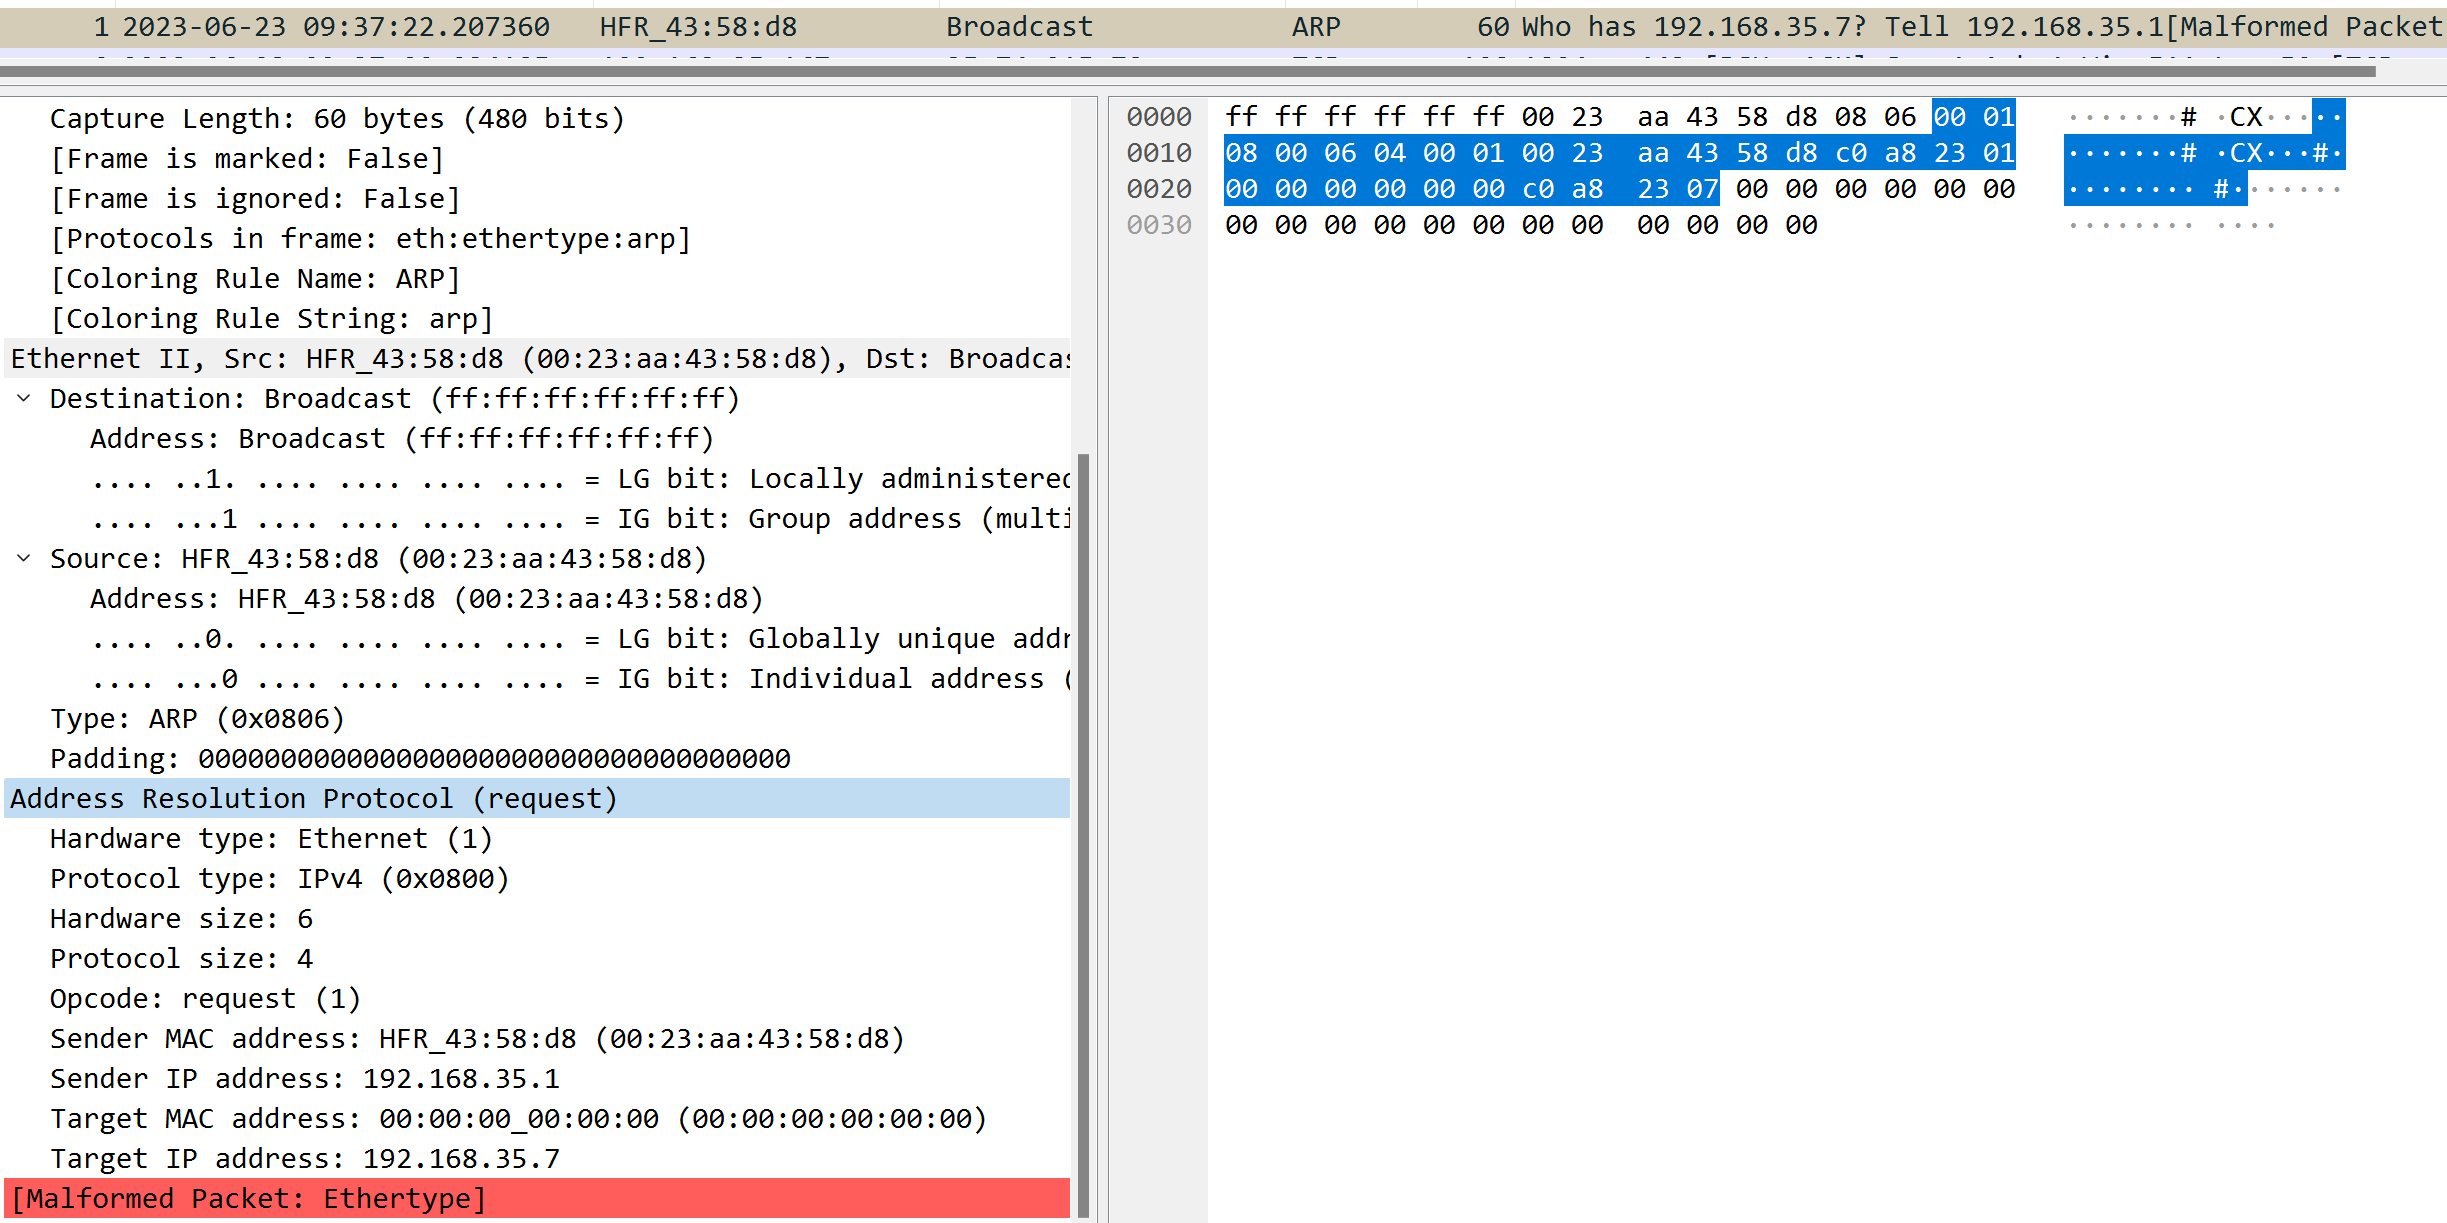 1 2023-06-23 09:37:22.207360 HFR_43:58:d8 Broadcast ARP 60 Who has 192.168.35.7? Tell 192.168.35.1[Malformed Packet
Capture Length: 60 bytes (480 bits)
[Frame is marked: False]
[Frame is ignored: False]
[Protocols in frame: eth:ethertype:arp]
[Coloring Rule Name: ARP]
[Coloring Rule String: arp]
Ethernet II, Src: HFR_43:58:d8 (00:23:aa:43:58:d8), Dst: Broadcas
Destination: Broadcast (ff:ff:ff:ff:ff:ff)
Address: Broadcast (ff:ff:ff:ff:ff:ff)
.... ..1. .... .... .... .... = LG bit: Locally administered
.... ...1 .... .... .... .... = IG bit: Group address (multi
Source: HFR_43:58:d8 (00:23:aa:43:58:d8)
Address: HFR_43:58:d8 (00:23:aa:43:58:d8)
.... ..0. .... .... .... .... = LG bit: Globally unique addr
.... ...0 .... .... .... .... = IG bit: Individual address (
Type: ARP (0x0806)
Padding: 000000000000000000000000000000000000
Address Resolution Protocol (request)
Hardware type: Ethernet (1)
Protocol type: IPv4 (0x0800)
Hardware size: 6
Protocol size: 4
Opcode: request (1)
Sender MAC address: HFR_43:58:d8 (00:23:aa:43:58:d8)
Sender IP address: 192.168.35.1
Target MAC address: 00:00:00_00:00:00 (00:00:00:00:00:00)
Target IP address: 192.168.35.7
[Malformed Packet: Ethertype]
0000 ff ff ff ff ff ff 00 23 aa 43 58 d8 08 06 00 01 ·······# ·CX·····
0010 08 00 06 04 00 01 00 23 aa 43 58 d8 c0 a8 23 01 ·······# ·CX···#·
0020 00 00 00 00 00 00 c0 a8 23 07 00 00 00 00 00 00 ········ #·······
0030 00 00 00 00 00 00 00 00 00 00 00 00 ········ ····